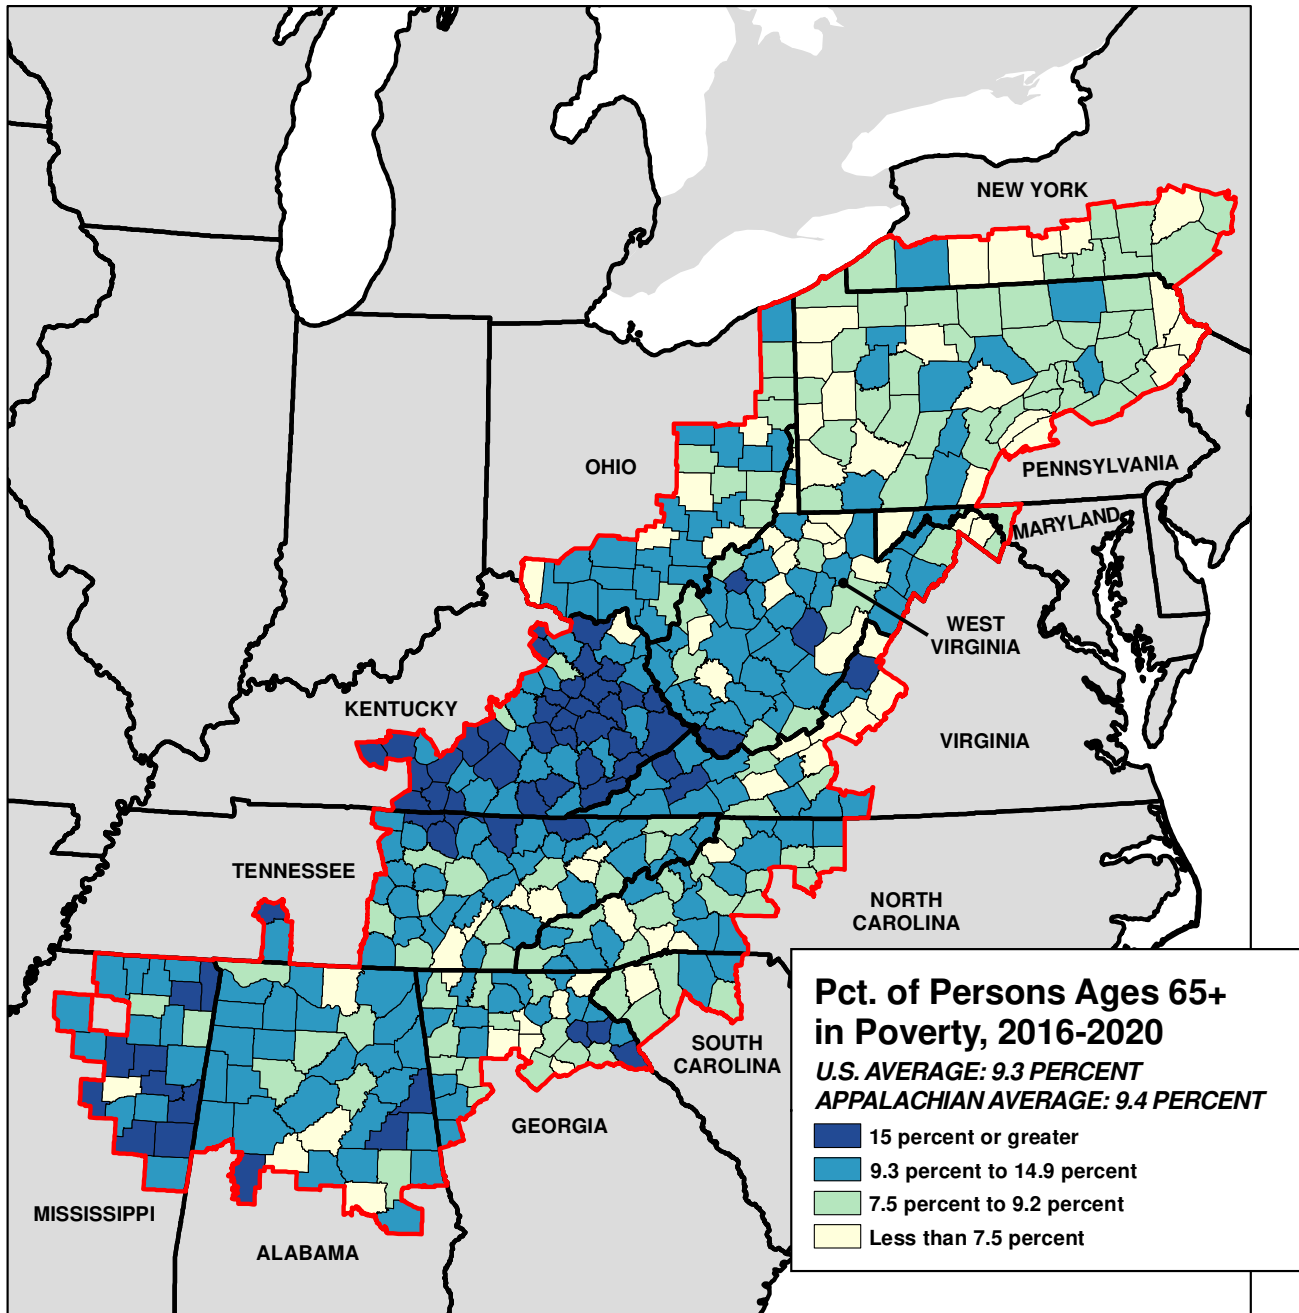 NEW YORK
OHIO
PENNSYLVANIA
MARYLAND
WEST
VIRGINIA
KENTUCKY
VIRGINIA
TENNESSEE
NORTH
CAROLINA
SOUTH
CAROLINA
GEORGIA
MISSISSIPPI
ALABAMA
Pct. of Persons Ages 65+
in Poverty, 2016-2020
U.S. AVERAGE: 9.3 PERCENT
APPALACHIAN AVERAGE: 9.4 PERCENT
15 percent or greater
9.3 percent to 14.9 percent
7.5 percent to 9.2 percent
Less than 7.5 percent